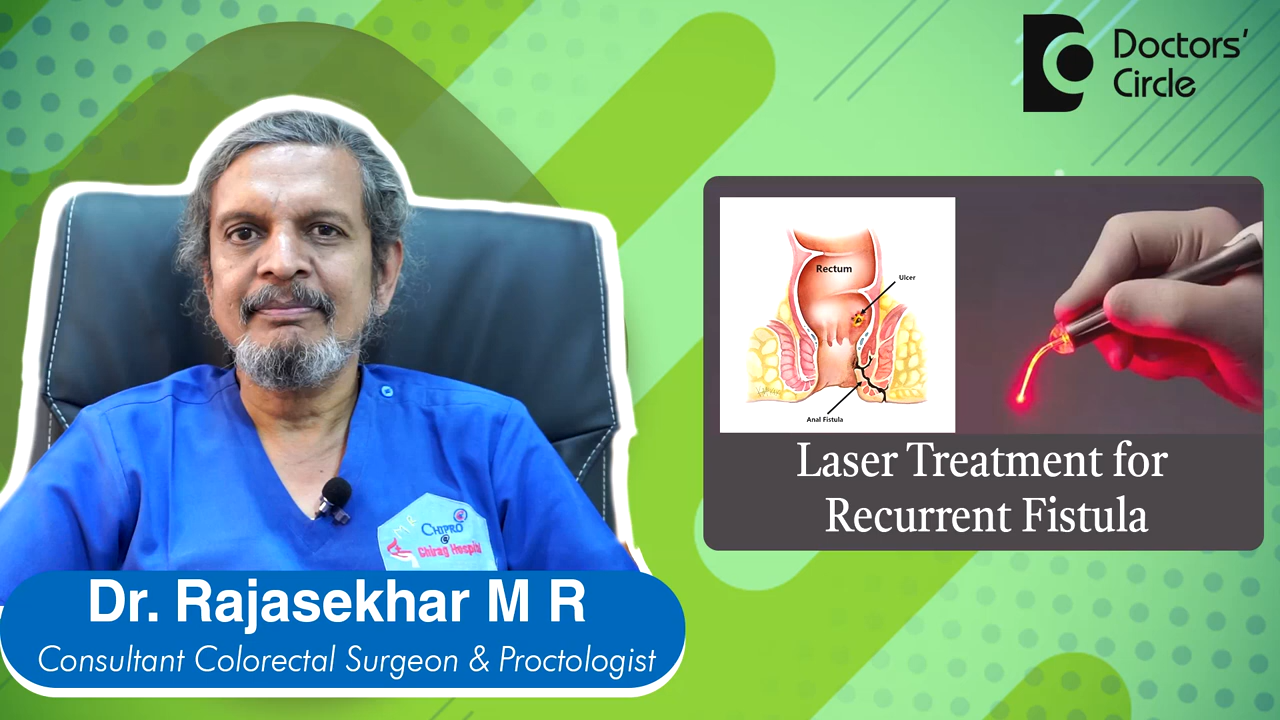 Doctors'
Circle
Rectum
Ulcer
Anal Fistula
Laser Treatment for
Recurrent Fistula
M R
CHIPRO
@
Chirag Hospi
Dr. Rajasekhar M R
Consultant Colorectal Surgeon & Proctologist